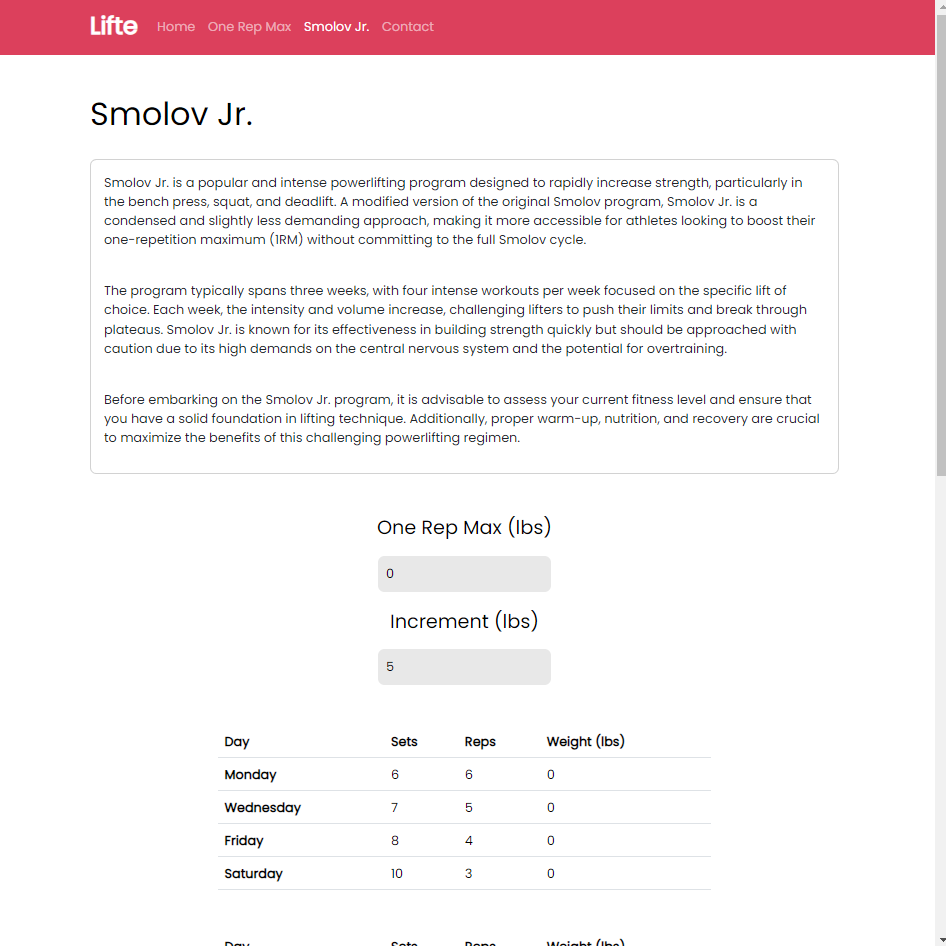 Lifte Home One Rep Max Smolov Jr. Contact
Smolov Jr.
Smolov Jr. is a popular and intense powerlifting program designed to rapidly increase strength, particularly in
the bench press, squat, and deadlift. A modified version of the original Smolov program, Smolov Jr. is a
condensed and slightly less demanding approach, making it more accessible for athletes looking to boost their
one-repetition maximum (1RM) without committing to the full Smolov cycle.
The program typically spans three weeks, with four intense workouts per week focused on the specific lift of
choice. Each week, the intensity and volume increase, challenging lifters to push their limits and break through
plateaus. Smolov Jr. is known for its effectiveness in building strength quickly but should be approached with
caution due to its high demands on the central nervous system and the potential for overtraining.
Before embarking on the Smolov Jr. program, it is advisable to assess your current fitness level and ensure that
you have a solid foundation in lifting technique. Additionally, proper warm-up, nutrition, and recovery are crucial
to maximize the benefits of this challenging powerlifting regimen.
One Rep Max (lbs)
0
Increment (lbs)
5
Day Sets Reps Weight (lbs)
Monday 6 6 0
Wednesday 7 5 0
Friday 8 4 0
Saturday 10 3 0
Day Sets Reps Weight (lbs)